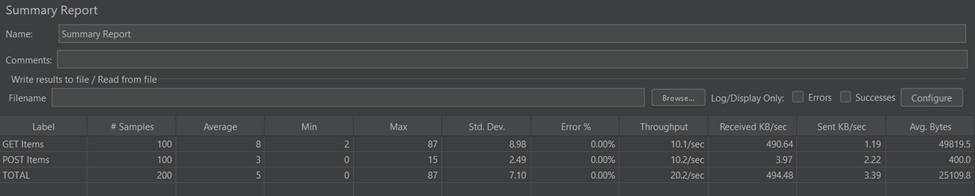 Summary Report
Name: Summary Report
Comments:
Write results to file / Read from file
Filename Browse... Log/Display Only: Errors Successes Configure
Label # Samples Average Min Max Std. Dev. Error % Throughput Received KB/sec Sent KB/sec Avg. Bytes
GET Items 100 8 2 87 8.98 0.00% 10.1/sec 490.64 1.19 49819.5
POST Items 100 3 0 15 2.49 0.00% 10.2/sec 3.97 2.22 400.0
TOTAL 200 5 0 87 7.10 0.00% 20.2/sec 494.48 3.39 25109.8